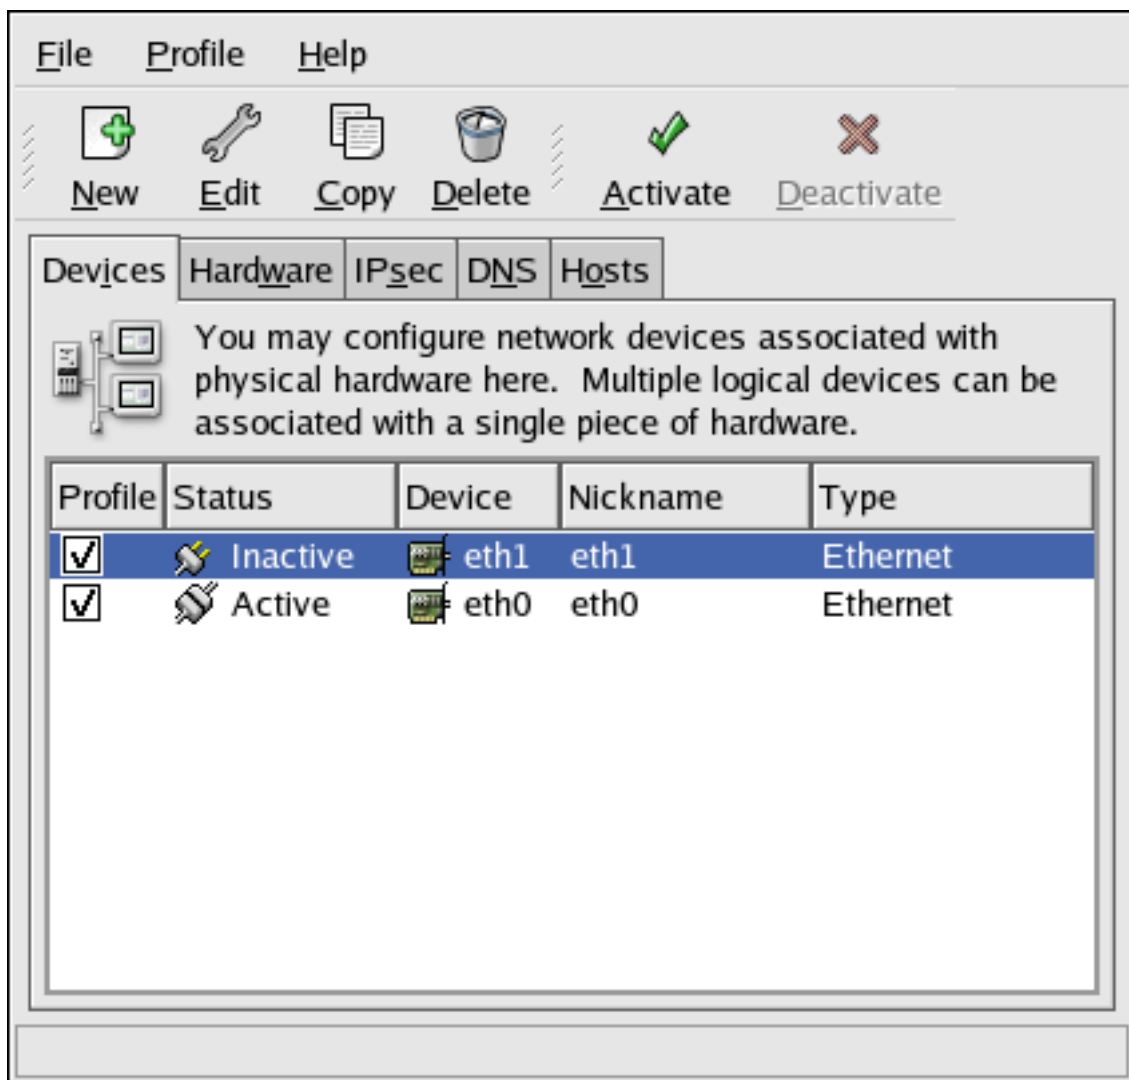 File Profile Help
New Edit Copy Delete Activate Deactivate
Devices Hardware IPsec DNS Hosts
You may configure network devices associated with
physical hardware here.  Multiple logical devices can be
associated with a single piece of hardware.
Profile Status Device Nickname Type
Inactive eth1 eth1 Ethernet
Active eth0 eth0 Ethernet